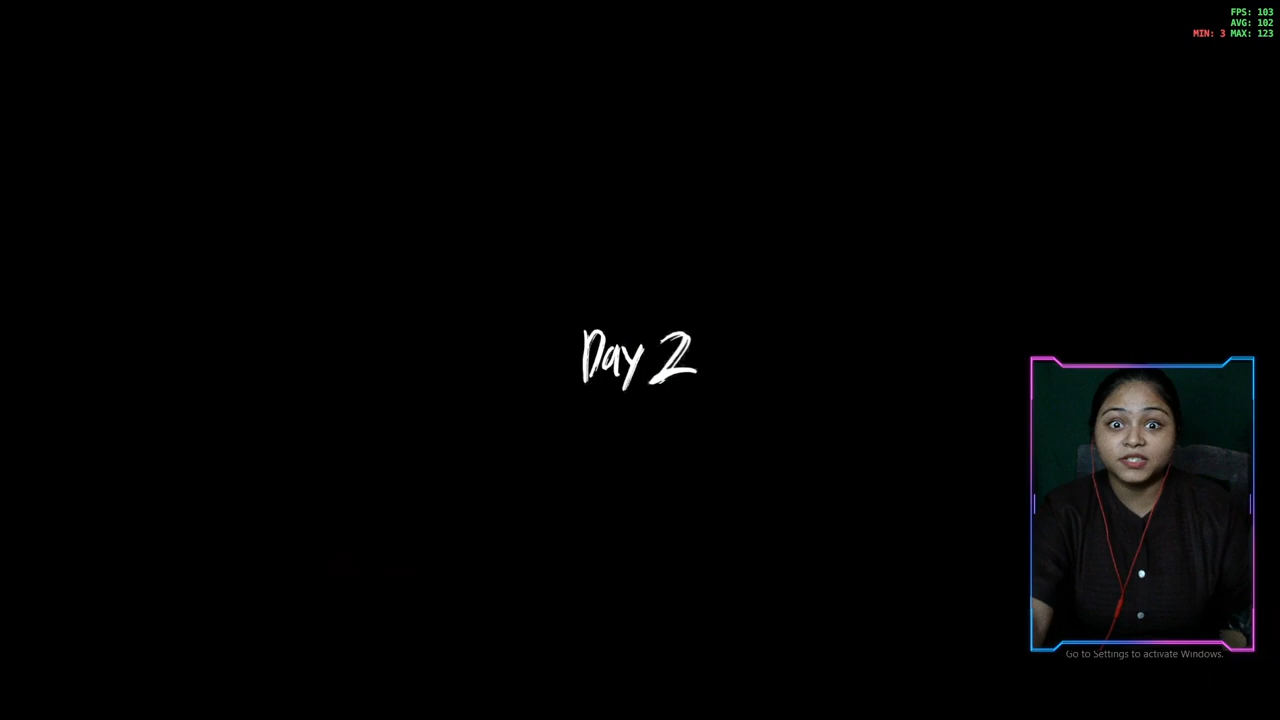 FPS: 103
AVG: 102
MIN: 3 MAX: 123
Day 2
Go to Settings to activate Windows.